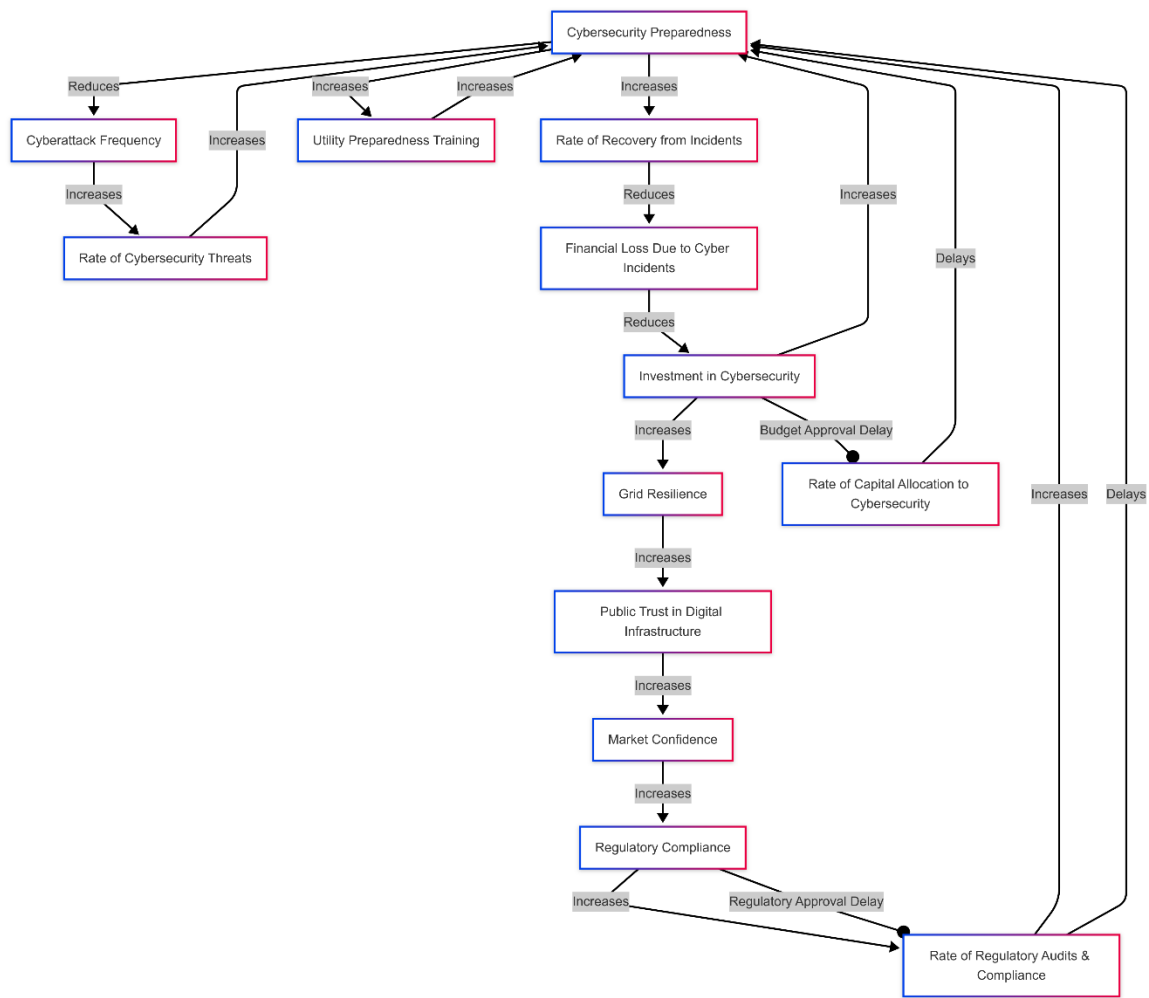 Cybersecurity Preparedness
Reduces
Increases
Increases
Increases
Cyberattack Frequency
Increases
Utility Preparedness Training
Rate of Recovery from Incidents
Increases
Reduces
Increases
Rate of Cybersecurity Threats
Financial Loss Due to Cyber
Incidents
Delays
Reduces
Investment in Cybersecurity
Increases
Budget Approval Delay
Grid Resilience
Rate of Capital Allocation to
Cybersecurity
Increases
Delays
Increases
Public Trust in Digital
Infrastructure
Increases
Market Confidence
Increases
Regulatory Compliance
Increases
Regulatory Approval Delay
Rate of Regulatory Audits &
Compliance